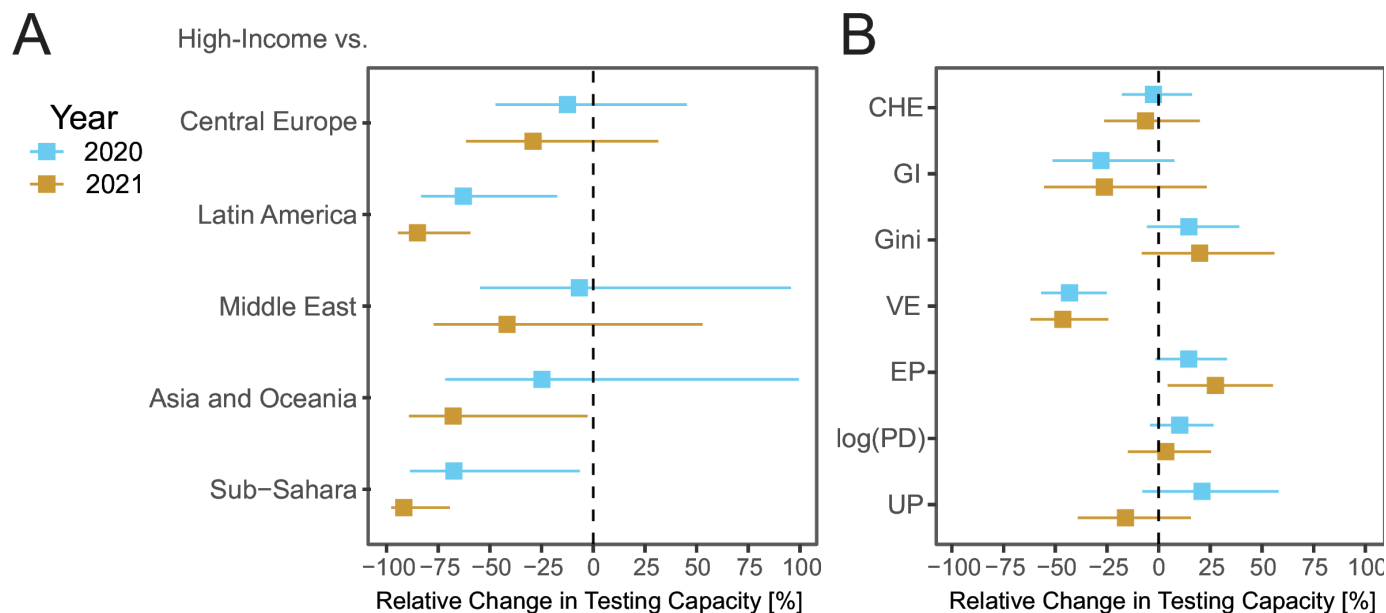 A
High-Income vs.
Year
2020
2021
Central Europe
Latin America
Middle East
Asia and Oceania
Sub−Sahara
−100 −75 −50 −25 0 25 50 75 100
Relative Change in Testing Capacity [%]
B
CHE
GI
Gini
VE
EP
log(PD)
UP
−100 −75 −50 −25 0 25 50 75 100
Relative Change in Testing Capacity [%]